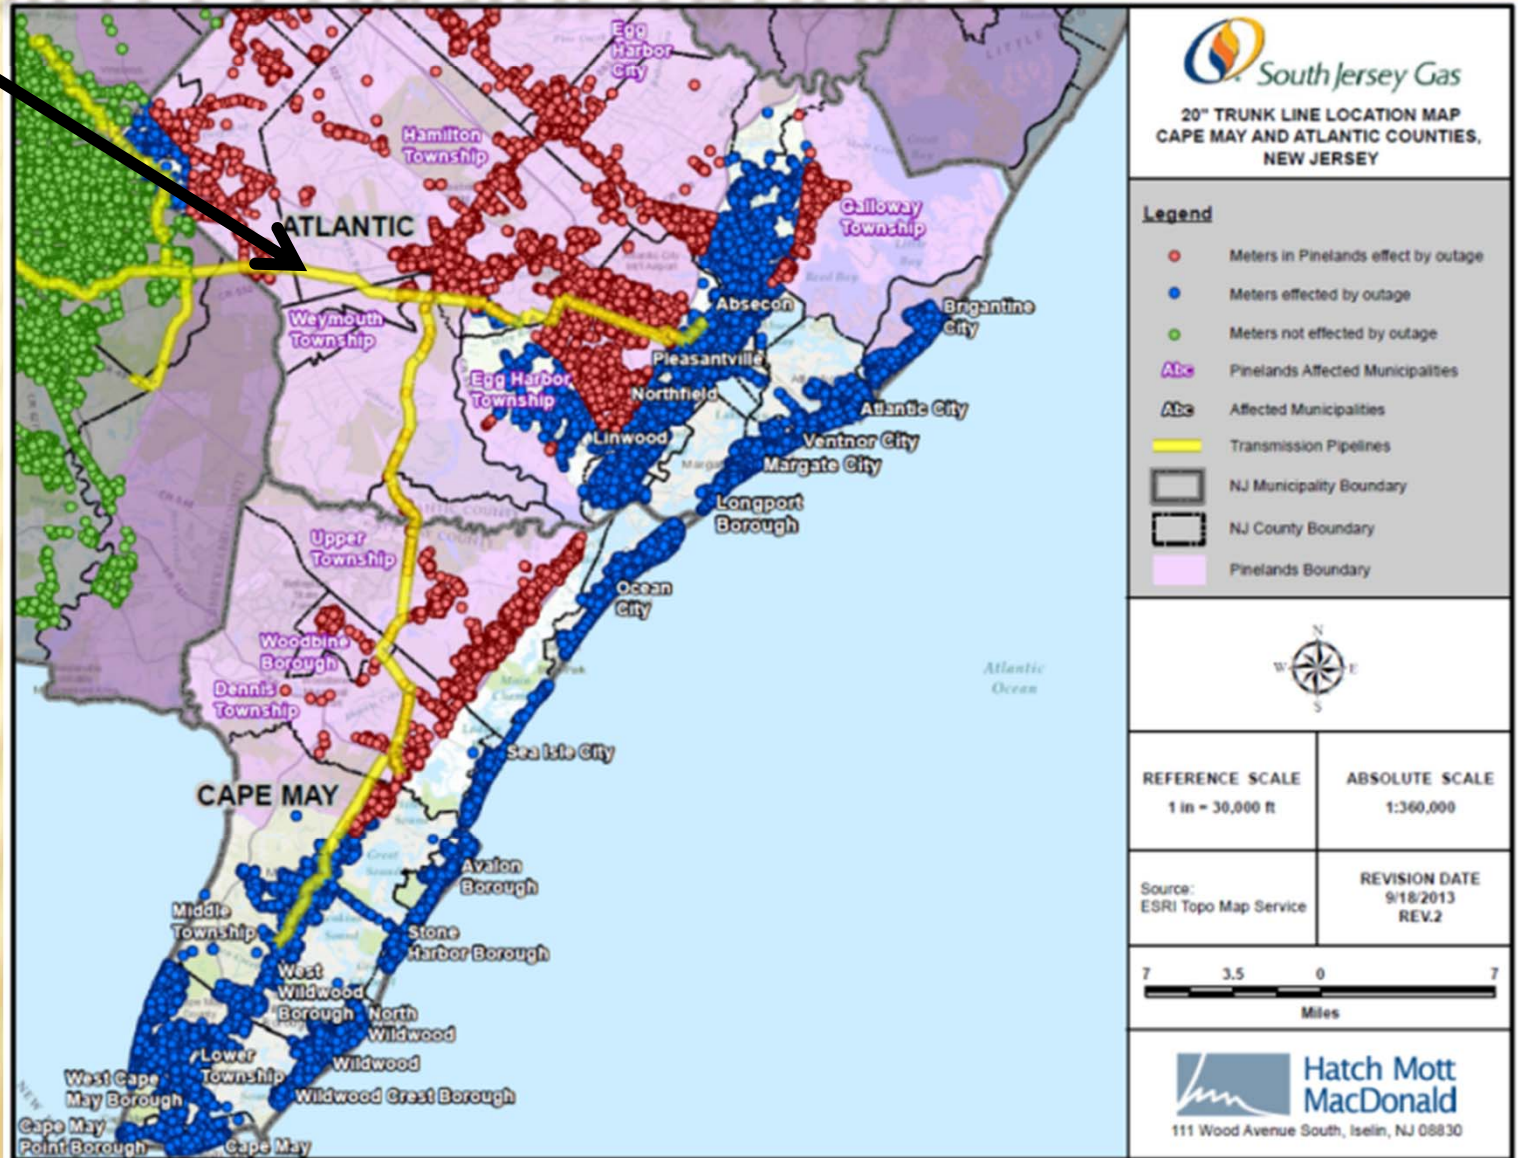 Egg
Harbor
City
Hamilton
Township
ATLANTIC
Galloway
Township
Weymouth
Township
Absecon
Brigantine
City
Pleasantville
Egg Harbor
Township
Northfield
Atlantic City
Linwood
Ventnor City
Margate City
Longport
Borough
Upper
Township
Ocean
City
Woodbine
Borough
Dennis
Township
Atlantic
Ocean
Sea Isle City
CAPE MAY
Avalon
Borough
Middle
Township
Stone
Harbor Borough
West
Wildwood
Borough
North
Wildwood
Lower
Township
Wildwood
West Cape
May Borough
Wildwood Crest Borough
Cape May
Point Borough
Cape May
South Jersey Gas
20" TRUNK LINE LOCATION MAP
CAPE MAY AND ATLANTIC COUNTIES,
NEW JERSEY
Legend
Meters in Pinelands effect by outage
Meters effected by outage
Meters not effected by outage
Abc Pinelands Affected Municipalities
Abc Affected Municipalities
Transmission Pipelines
NJ Municipality Boundary
NJ County Boundary
Pinelands Boundary
N
W E
S
REFERENCE SCALE
1 in = 30,000 ft
ABSOLUTE SCALE
1:360,000
Source:
ESRI Topo Map Service
REVISION DATE
9/18/2013
REV.2
7 3.5 0 7
Miles
Hatch Mott
MacDonald
111 Wood Avenue South, Iselin, NJ 08830